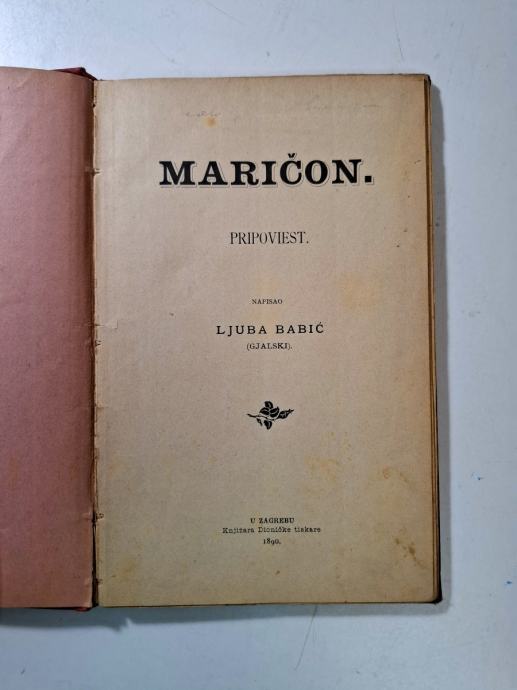 MARIČON.
PRIPOVIEST.
NAPISAO
LJUBA BABIĆ
(GJALSKI).
U ZAGREBU
Knjižara Dioničke tiskare
1890.